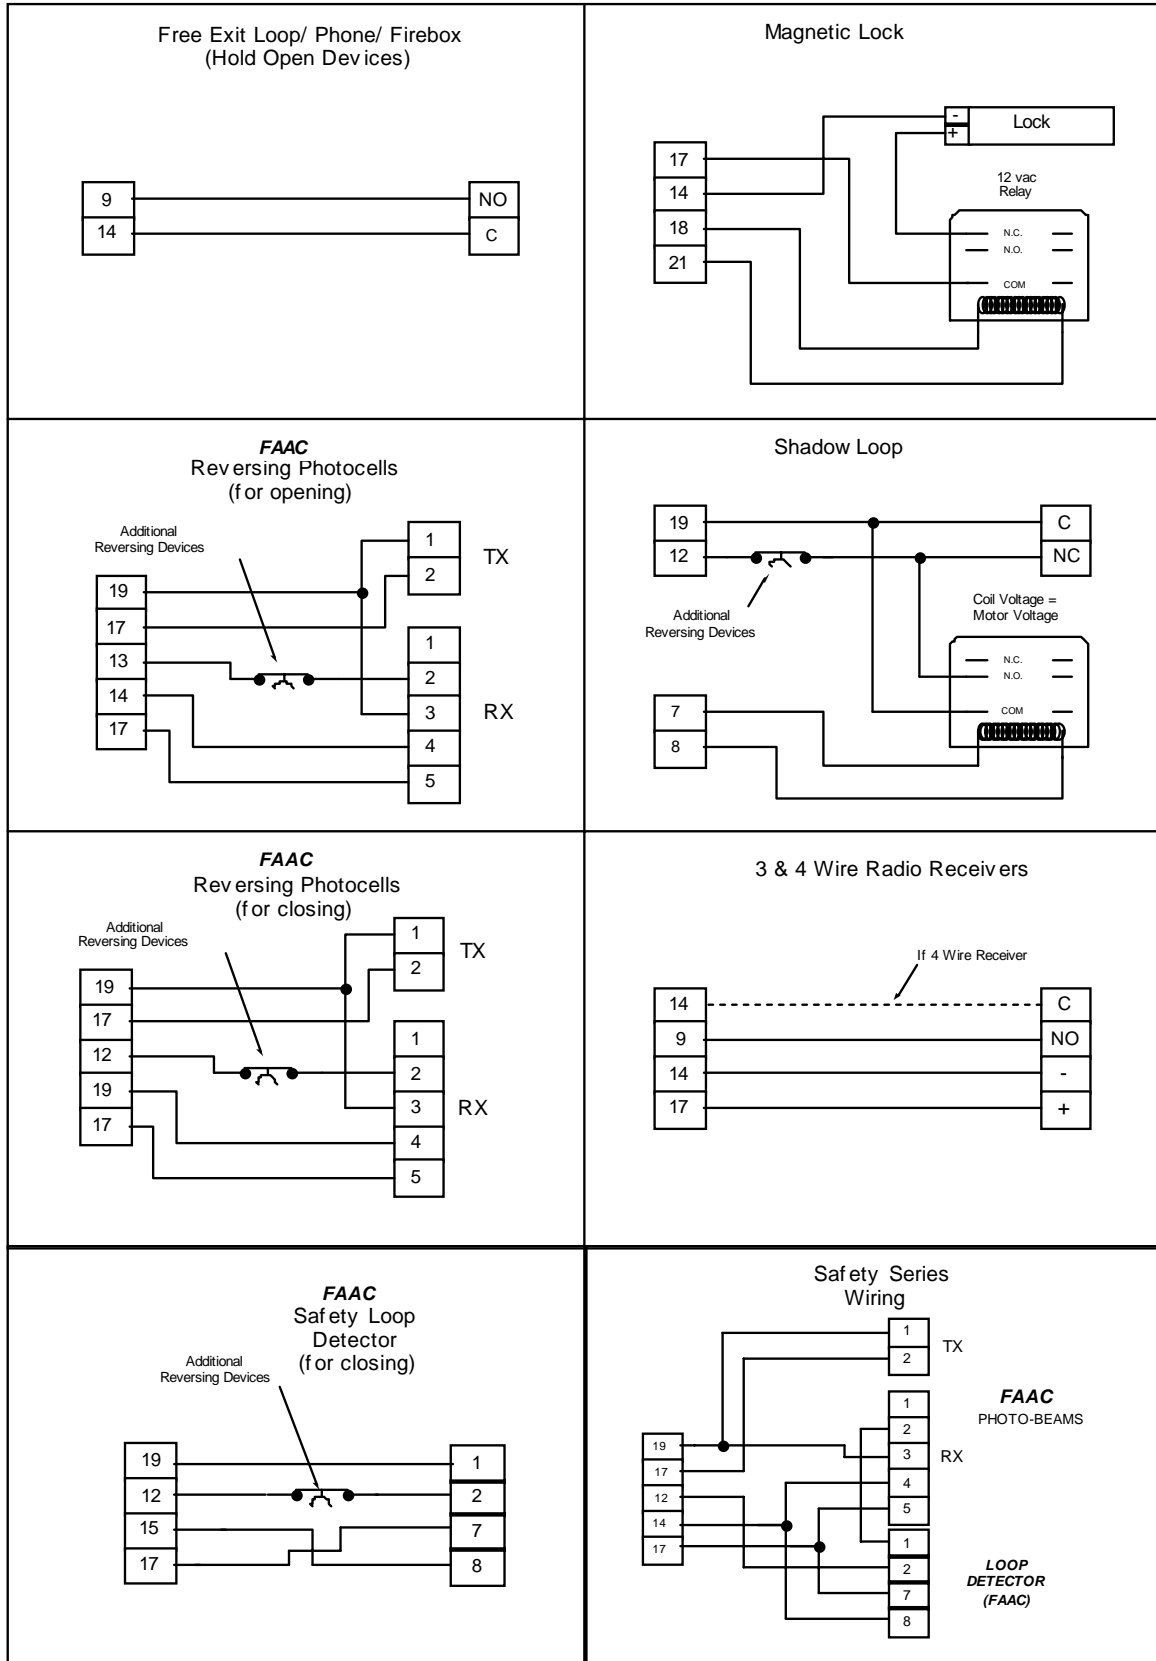 Free Exit Loop/ Phone/ Firebox
(Hold Open Devices)
9
NO
14
C
Magnetic Lock
-
Lock
+
17
14
18
21
12 vac
Relay
N.C.
N.O.
COM
FAAC
Reversing Photocells
(for opening)
Additional
Reversing Devices
1
TX
2
19
17
13
14
17
1
2
3
RX
4
5
Shadow Loop
19
C
12
NC
Additional
Reversing Devices
Coil Voltage =
Motor Voltage
N.C.
N.O.
COM
7
8
FAAC
Reversing Photocells
(for closing)
Additional
Reversing Devices
1
TX
2
19
17
12
19
17
1
2
3
RX
4
5
3 & 4 Wire Radio Receivers
If 4 Wire Receiver
14
C
9
NO
14
-
17
+
FAAC
Safety Loop
Detector
(for closing)
Additional
Reversing Devices
19
1
12
2
15
7
17
8
Safety Series
Wiring
1
TX
2
FAAC
PHOTO-BEAMS
1
2
3
RX
4
5
19
17
12
14
17
1
2
7
8
LOOP
DETECTOR
(FAAC)